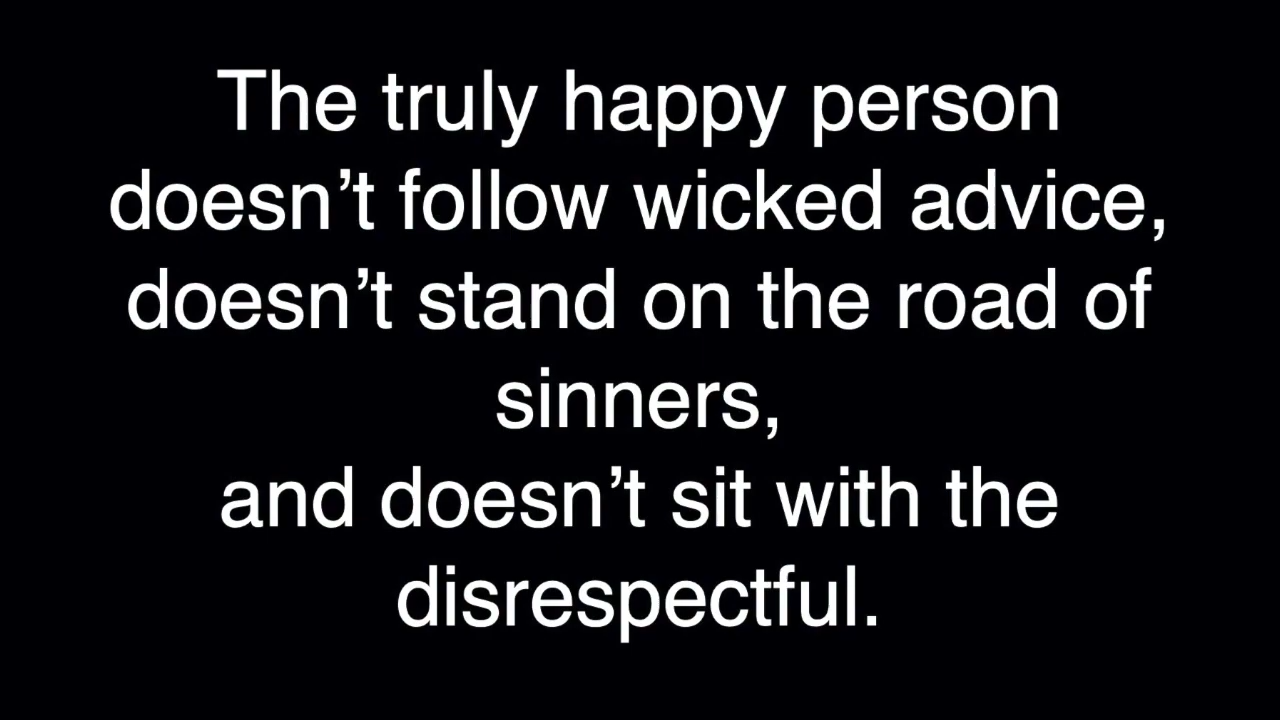 The truly happy person
doesn’t follow wicked advice,
doesn’t stand on the road of
sinners,
and doesn’t sit with the
disrespectful.